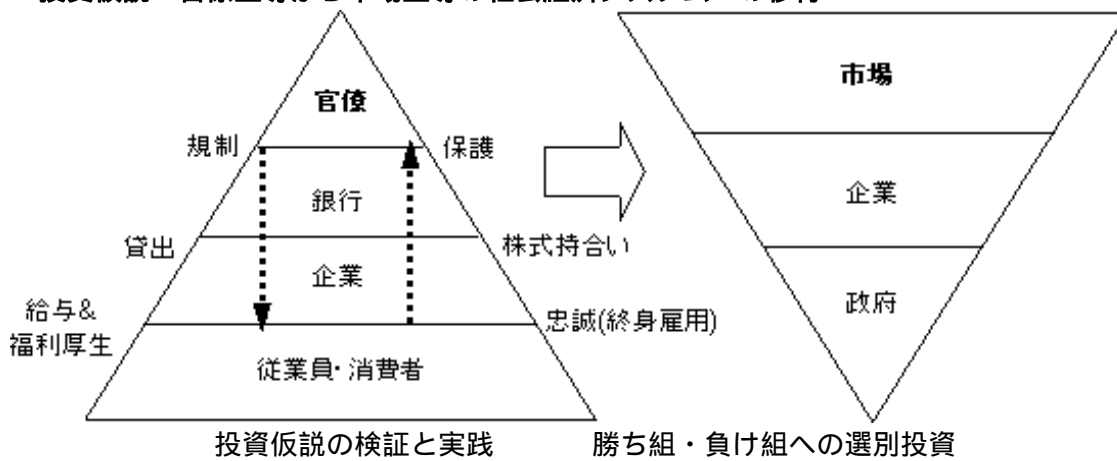 官僚
市場
規制
保護
銀行
企業
貸出
株式持合い
企業
給与&
福利厚生
忠誠(終身雇用)
政府
従業員・消費者
投資仮説の検証と実践
勝ち組・負け組への選別投資